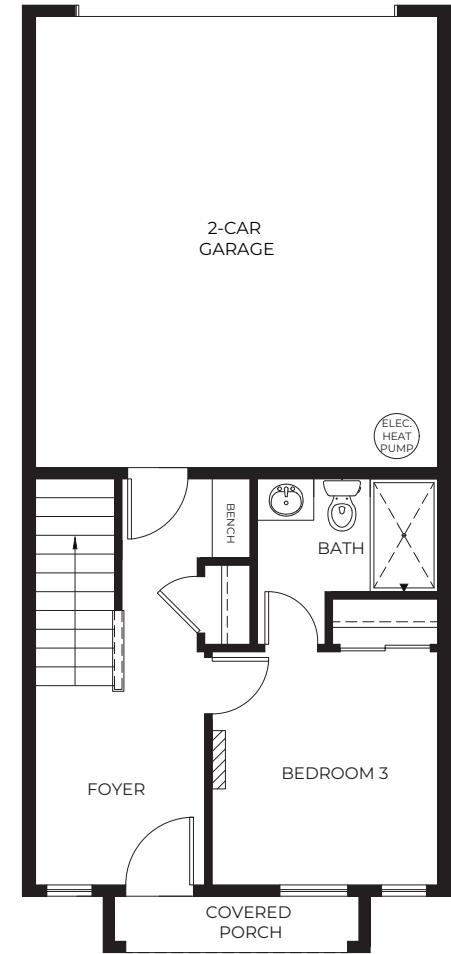 2-CAR
GARAGE
ELEC.
HEAT
PUMP
BENCH
BATH
BEDROOM 3
FOYER
COVERED
PORCH